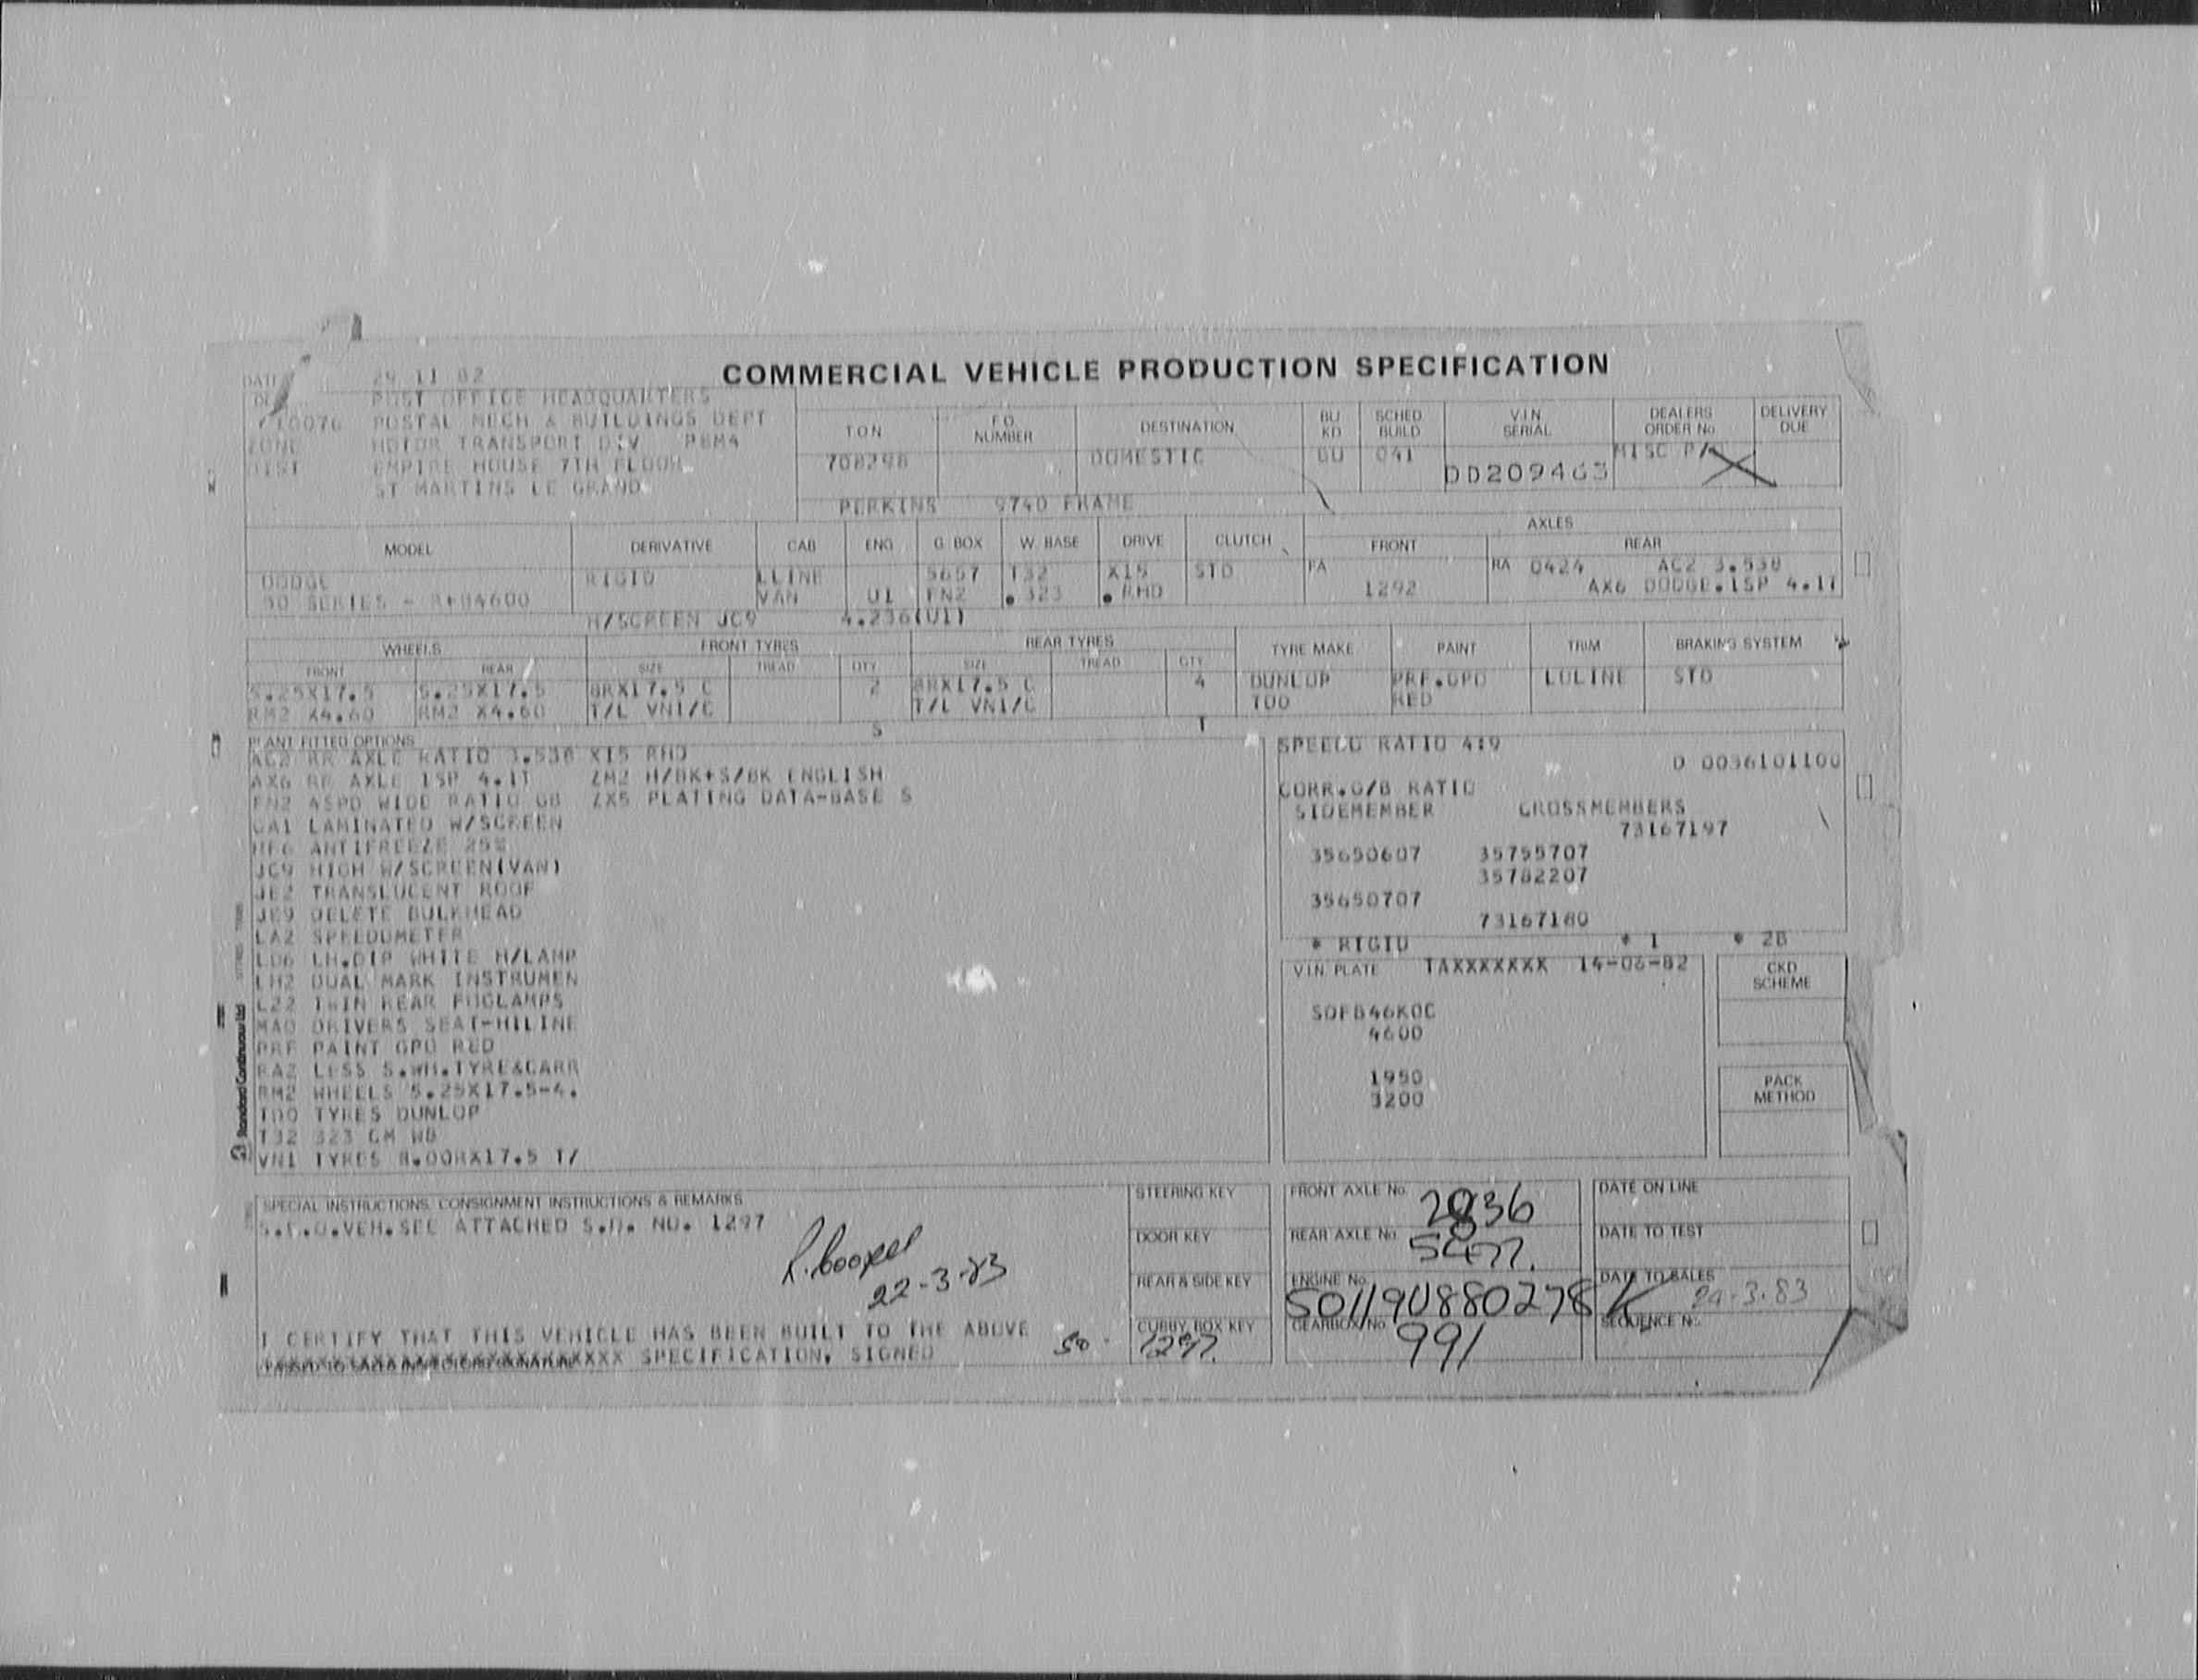 COMMERCIAL VEHICLE PRODUCTION SPECIFICATION
DATE 29 11 82
POST OFFICE HEADQUARTERS
POSTAL MECH & BUILDINGS DEPT
ZONE MOTOR TRANSPORT DIV PBM4
DIST EMPIRE HOUSE 7TH FLOOR
ST MARTINS LE GRAND
T.O.N F.O. NUMBER DESTINATION BU KD SCHED BUILD V.I.N SERIAL DEALERS ORDER No. DELIVERY DUE
708298 DOMESTIC BU 041 DD209463 MISC P/
PERKINS 9740 FRAME
MODEL DERIVATIVE CAB ENG G. BOX W. BASE DRIVE CLUTCH AXLES FRONT REAR
DODGE RIGID LLINE 5657 T32 X15 STD FA RA 0424 AC2 3.538
50 SERIES - VAN U1 FN2 . 323 . RHD 1292 AX6 DODGE.1SP 4.1T
H/SCREEN JC9 4.236(U1)
WHEELS FRONT TYRES REAR TYRES TYRE MAKE PAINT TRIM BRAKING SYSTEM
FRONT REAR SIZE TREAD QTY SIZE TREAD QTY
5.25X17.5 5.25X17.5 8RX17.5 C 2 8RX17.5 C 4 DUNLOP PRF.GPO LOLINE STD
RM2 X4.60 RM2 X4.60 T/L VN1/C T/L VN1/C TDO RED
S T
PLANT FITTED OPTIONS
AC2 RR AXLE RATIO 3.538 X15 RHD
AX6 RR AXLE 1SP 4.1T ZM2 H/BK+S/BK ENGLISH
FN2 ASPD WIDE RATIO GB ZX5 PLATING DATA-BASE S
GA1 LAMINATED W/SCREEN
HF6 ANTIFREEZE 25%
JC9 HIGH W/SCREEN(VAN)
JE2 TRANSLUCENT ROOF
JE9 DELETE BULKHEAD
LA2 SPEEDOMETER
LD6 LH.DIP WHITE H/LAMP
LM2 DUAL MARK INSTRUMEN
LZ2 TWIN REAR FOGLAMPS
MAO DRIVERS SEAT-HILINE
PRF PAINT GPO RED
RA2 LESS S.WH.TYRE&CARR
RM2 WHEELS 5.25X17.5-4.
TDO TYRES DUNLOP
T32 323 CM WB
VN1 TYRES 8.00RX17.5 T/
Standard Continuous Ltd
SPEEDO RATIO 4:9
D 0036101100
CORR.G/B RATIO
SIDEMEMBER CROSSMEMBERS
73167197
35650607 35755707
35782207
35650707
73167180
* RIGID * 1 * 2B
V.I.N. PLATE TAXXXXXXX 14-06-82
CKD SCHEME
SDFB46K0C
4600
1950
3200
PACK METHOD
SPECIAL INSTRUCTIONS, CONSIGNMENT INSTRUCTIONS & REMARKS
S.T.O.VEH.SEE ATTACHED S.D. NO. 1297
R. Cooper
22-3-83
I CERTIFY THAT THIS VEHICLE HAS BEEN BUILT TO THE ABOVE
SPECIFICATION, SIGNED
STEERING KEY
DOOR KEY
REAR & SIDE KEY
CUBBY BOX KEY
1297
FRONT AXLE No. 2036
REAR AXLE No. 5477.
ENGINE No.
GEARBOX No. 991
DATE ON LINE
DATE TO TEST
DATE TO SALES 24-3-83
SEQUENCE No.